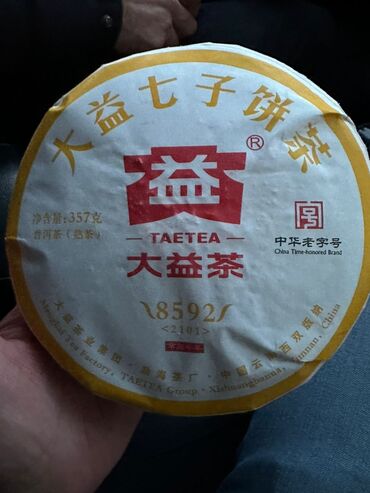 大益七子饼茶
益®
TAETEA
大益茶
净含量:357克
普洱茶(熟茶)
号
中华老字号
China Time-honored Brand
8592
<2101>
大益茶业集团·勐海茶厂·中国云南西双版纳
Menghai Tea Factory, TAETEA Group. Xishuangbanna, Yunnan, China